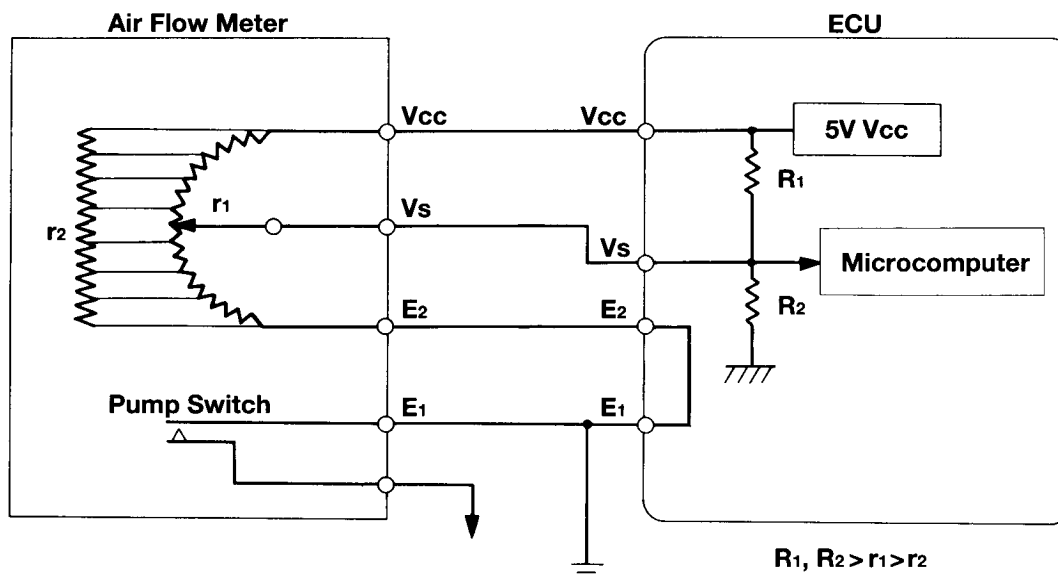 Air Flow Meter
ECU
Vcc
Vcc
5V Vcc
R1
r1
Vs
r2
Vs
Microcomputer
E2
E2
R2
Pump Switch
E1
E1
R1, R2 > r1 > r2